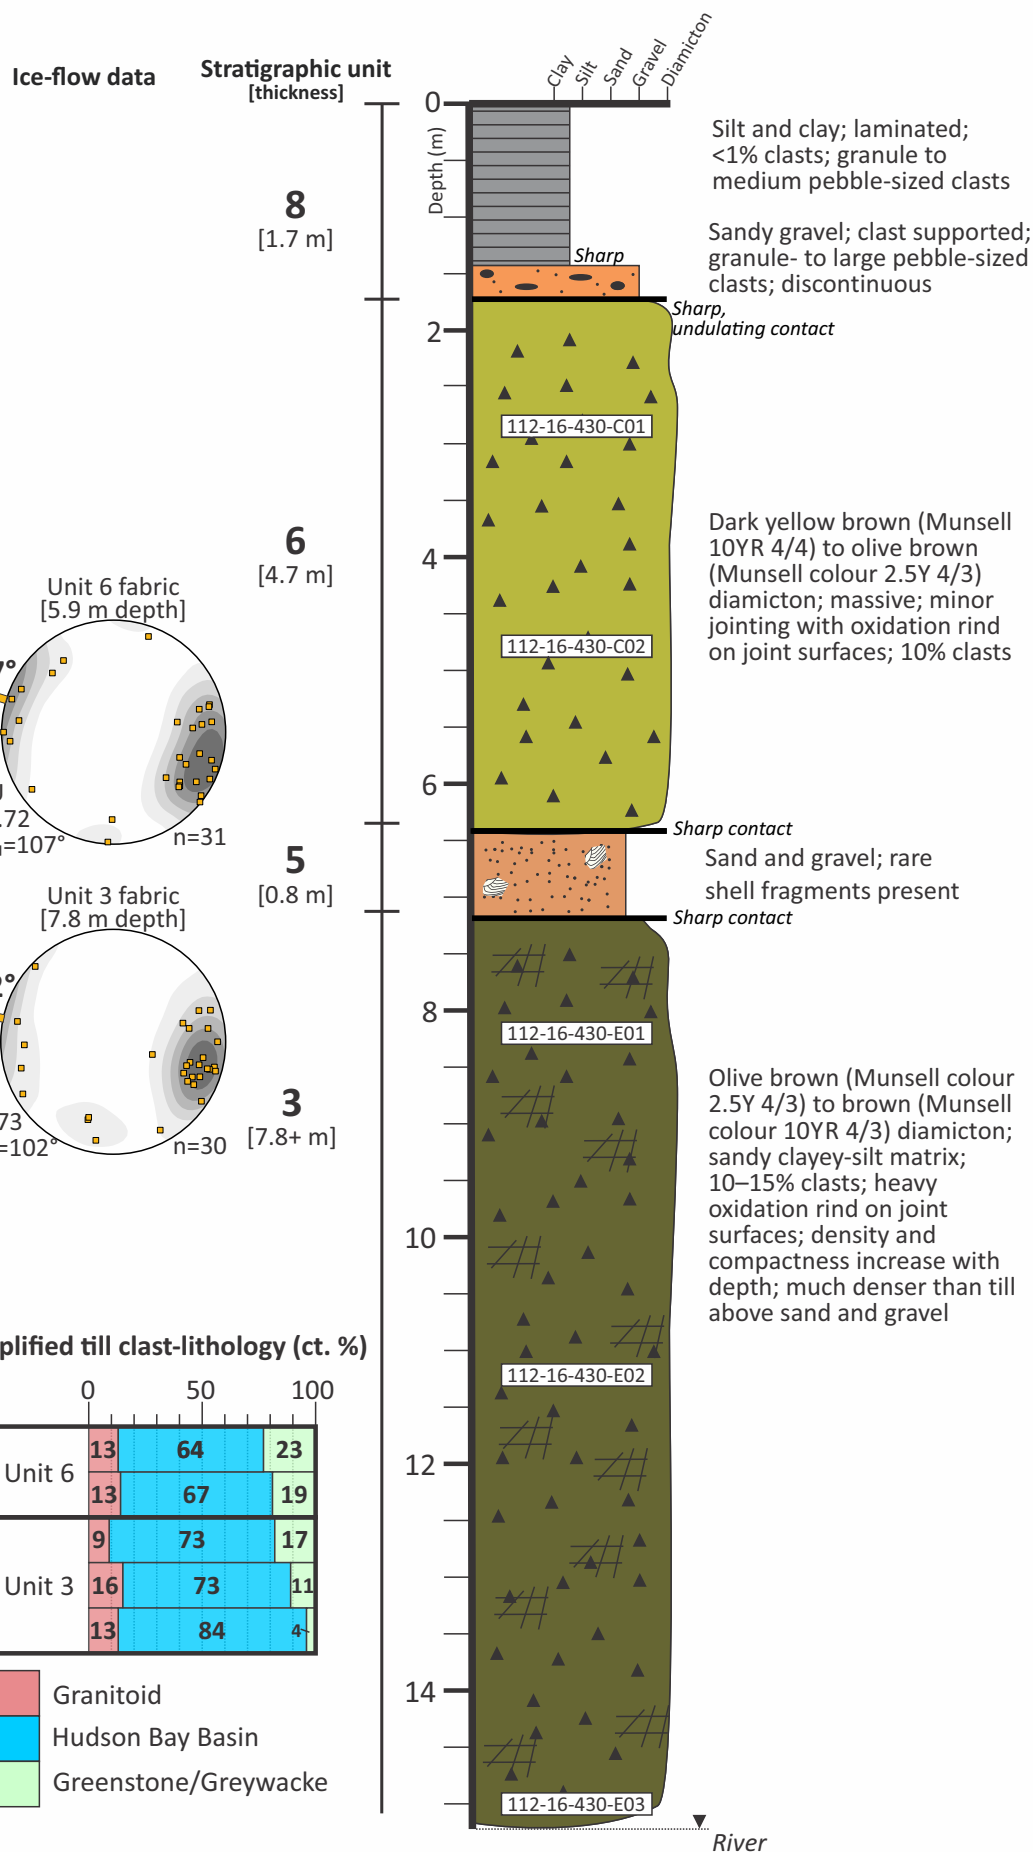 Ice-flow data
Stratigraphic unit
[thickness]
Clay
Silt
Sand
Gravel
Diamicton
Depth (m)
0
2
4
6
8
10
12
14
8
[1.7 m]
6
[4.7 m]
5
[0.8 m]
3
[7.8+ m]
Silt and clay; laminated;
<1% clasts; granule to
medium pebble-sized clasts
Sharp
Sandy gravel; clast supported;
granule- to large pebble-sized
clasts; discontinuous
Sharp,
undulating contact
112-16-430-C01
Dark yellow brown (Munsell
10YR 4/4) to olive brown
(Munsell colour 2.5Y 4/3)
diamicton; massive; minor
jointing with oxidation rind
on joint surfaces; 10% clasts
112-16-430-C02
Sharp contact
Sand and gravel; rare
shell fragments present
Sharp contact
112-16-430-E01
Olive brown (Munsell colour
2.5Y 4/3) to brown (Munsell
colour 10YR 4/3) diamicton;
sandy clayey-silt matrix;
10–15% clasts; heavy
oxidation rind on joint
surfaces; density and
compactness increase with
depth; much denser than till
above sand and gravel
112-16-430-E02
112-16-430-E03
River
Unit 6 fabric
[5.9 m depth]
7°
.72
=107°
n=31
Unit 3 fabric
[7.8 m depth]
2°
73
=102°
n=30
plified till clast-lithology (ct. %)
0 50 100
Unit 6
13 64 23
13 67 19
Unit 3
9 73 17
16 73 11
13 84 4
Granitoid
Hudson Bay Basin
Greenstone/Greywacke